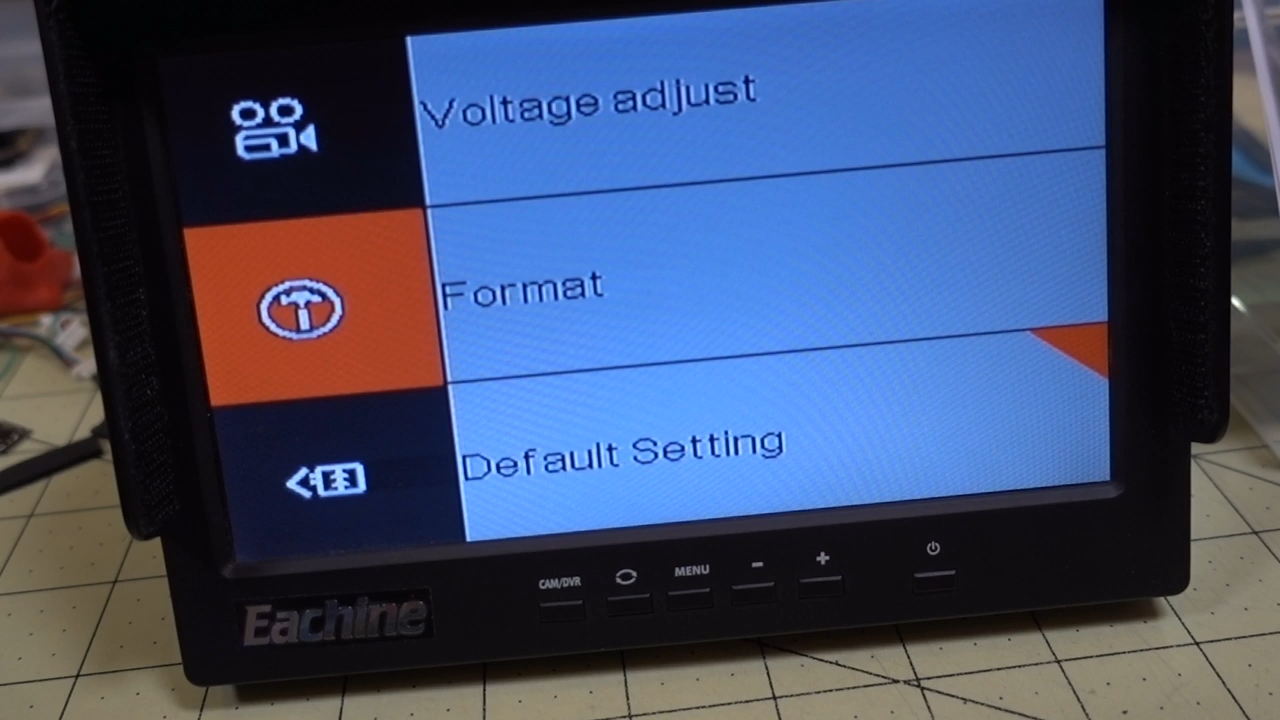 Voltage adjust
Format
Default Setting
CAM/DVR MENU - +
Eachine